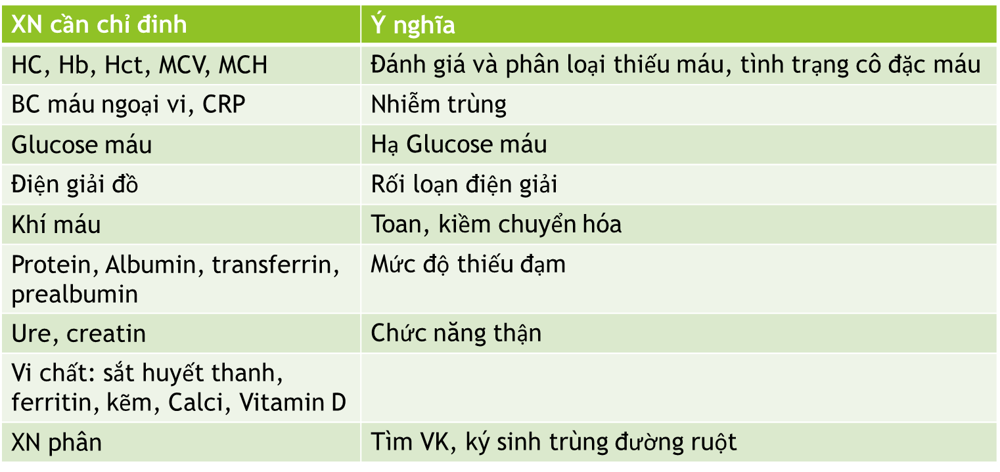 XN cần chỉ đinh
Ý nghĩa
HC, Hb, Hct, MCV, MCH
Đánh giá và phân loại thiếu máu, tình trạng cô đặc máu
BC máu ngoại vi, CRP
Nhiễm trùng
Glucose máu
Hạ Glucose máu
Điện giải đồ
Rối loạn điện giải
Khí máu
Toan, kiềm chuyển hóa
Protein, Albumin, transferrin,
prealbumin
Mức độ thiếu đạm
Ure, creatin
Chức năng thận
Vi chất: sắt huyết thanh,
ferritin, kẽm, Calci, Vitamin D
XN phân
Tìm VK, ký sinh trùng đường ruột